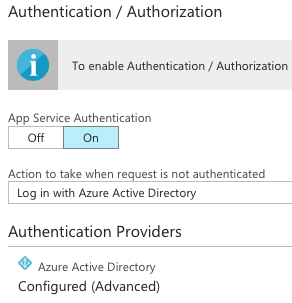 Authentication / Authorization
To enable Authentication / Authorization
App Service Authentication
Off On
Action to take when request is not authenticated
Log in with Azure Active Directory
Authentication Providers
Azure Active Directory
Configured (Advanced)